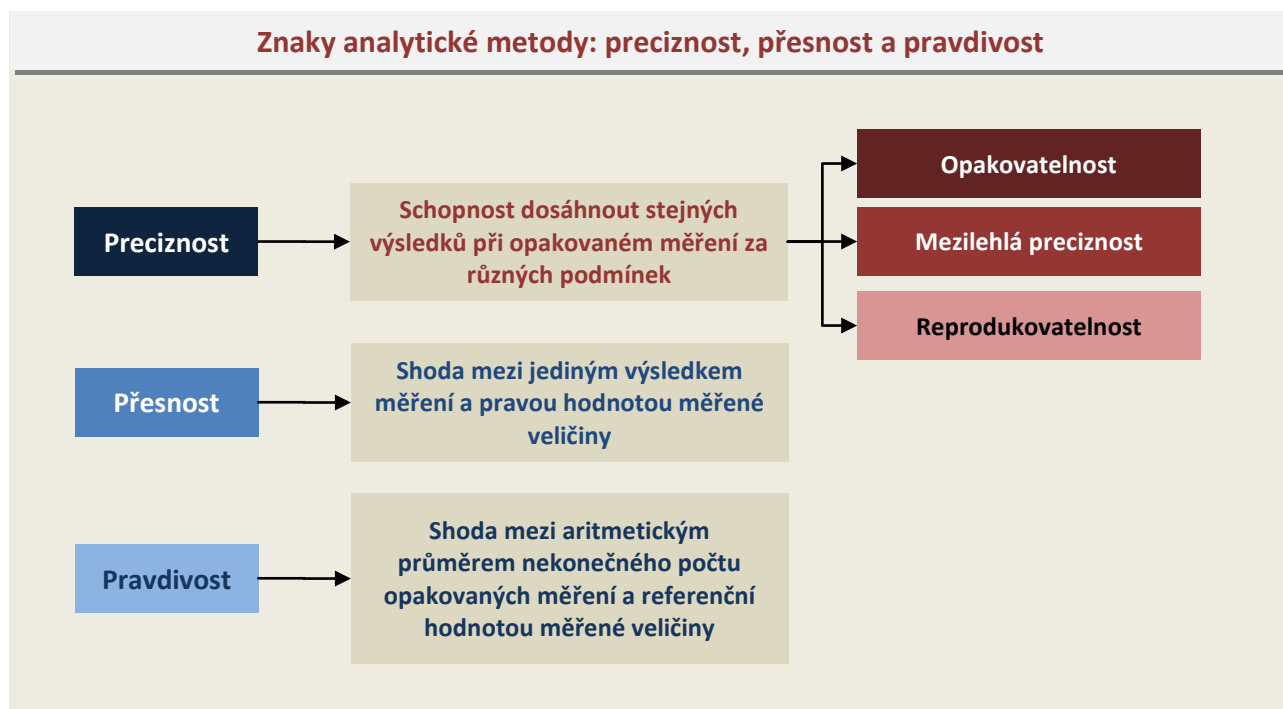 Znaky analytické metody: preciznost, přesnost a pravdivost
Preciznost
Schopnost dosáhnout stejných
výsledků při opakovaném měření za
různých podmínek
Opakovatelnost
Mezilehlá preciznost
Reprodukovatelnost
Přesnost
Shoda mezi jediným výsledkem
měření a pravou hodnotou měřené
veličiny
Pravdivost
Shoda mezi aritmetickým
průměrem nekonečného počtu
opakovaných měření a referenční
hodnotou měřené veličiny